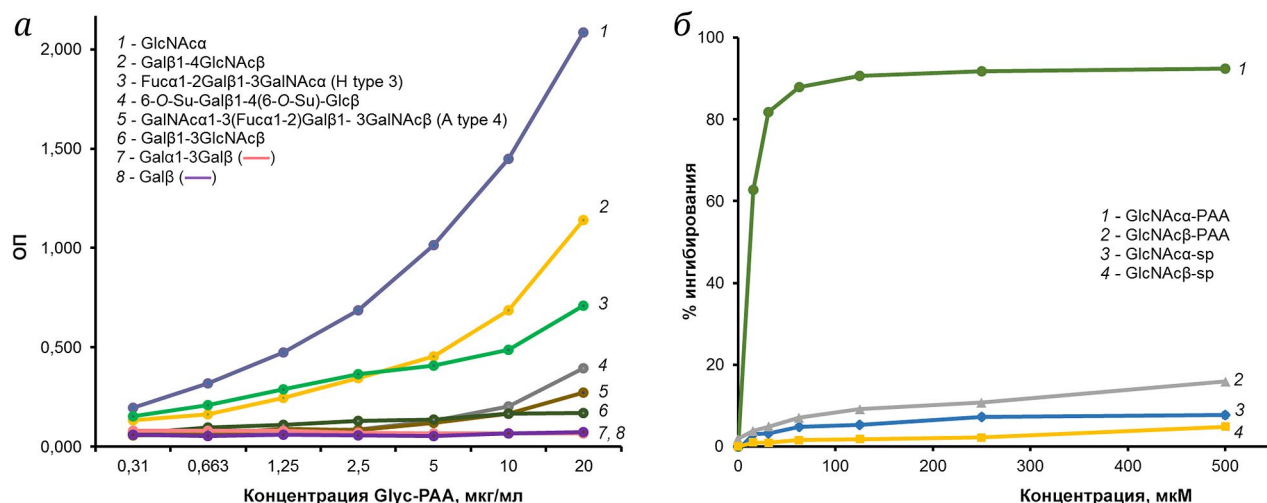 а
1 - GlcNAcα
2 - Galβ1-4GlcNAcβ
3 - Fucα1-2Galβ1-3GalNAcα (H type 3)
4 - 6-O-Su-Galβ1-4(6-O-Su)-Glcβ
5 - GalNAcα1-3(Fucα1-2)Galβ1- 3GalNAcβ (A type 4)
6 - Galβ1-3GlcNAcβ
7 - Galα1-3Galβ (—)
8 - Galβ (—)
ОП
2,000
1,500
1,000
0,500
0,000
1
2
3
4
5
6
7, 8
0,31 0,663 1,25 2,5 5 10 20
Концентрация Glyc-PAA, мкг/мл
б
% ингибирования
100
80
60
40
20
0
1
1 - GlcNAcα-PAA
2 - GlcNAcβ-PAA
3 - GlcNAcα-sp
4 - GlcNAcβ-sp
2
3
4
0 100 200 300 400 500
Концентрация, мкМ